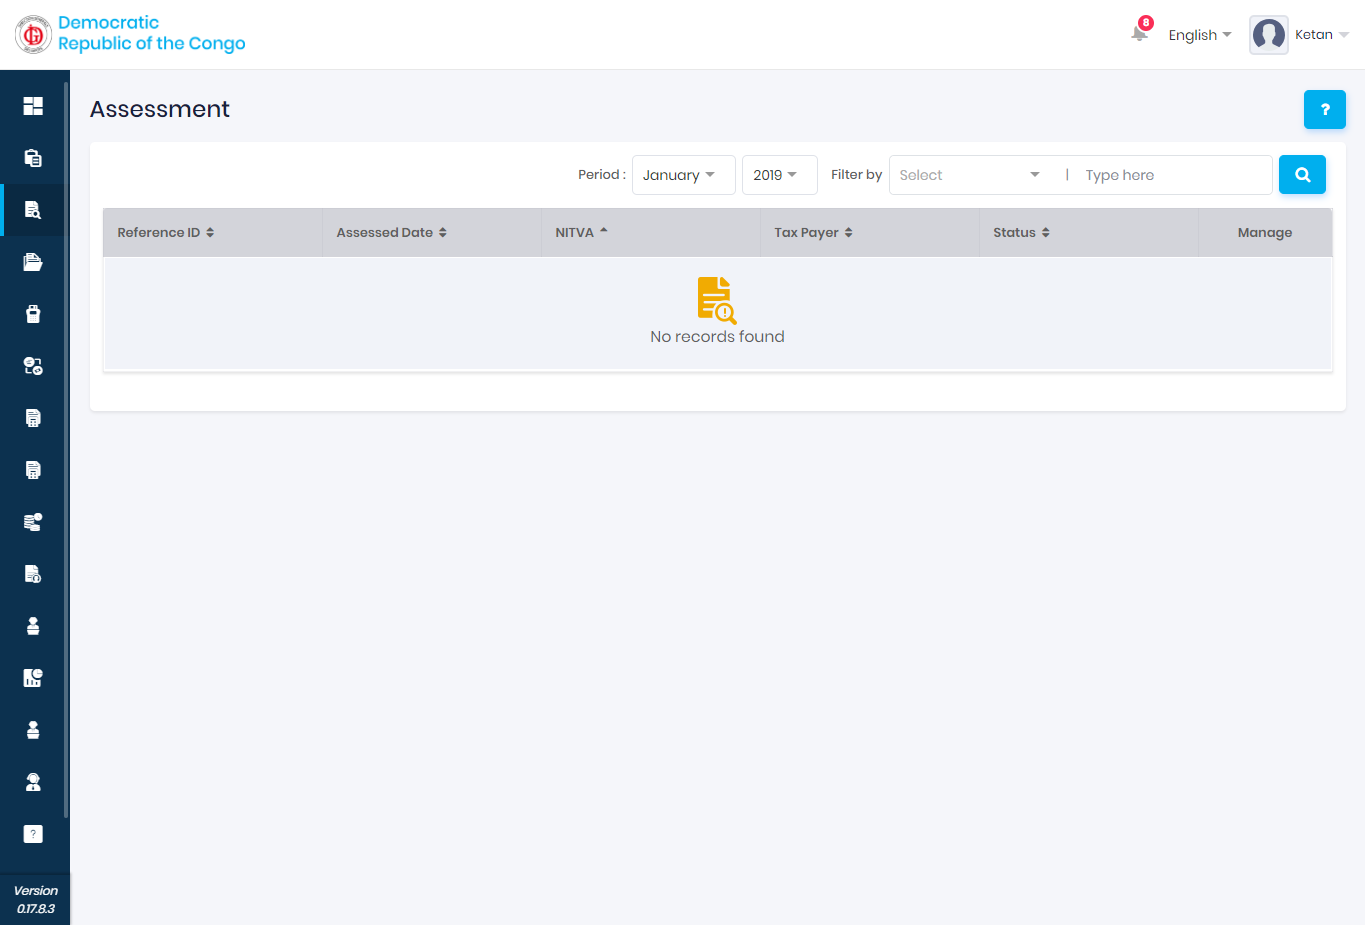 Democratic
Republic of the Congo
8
English
Ketan
Assessment
?
Period :
January
2019
Filter by
Select
|
Type here
Reference ID
Assessed Date
NITVA
Tax Payer
Status
Manage
No records found
?
Version
0.17.8.3